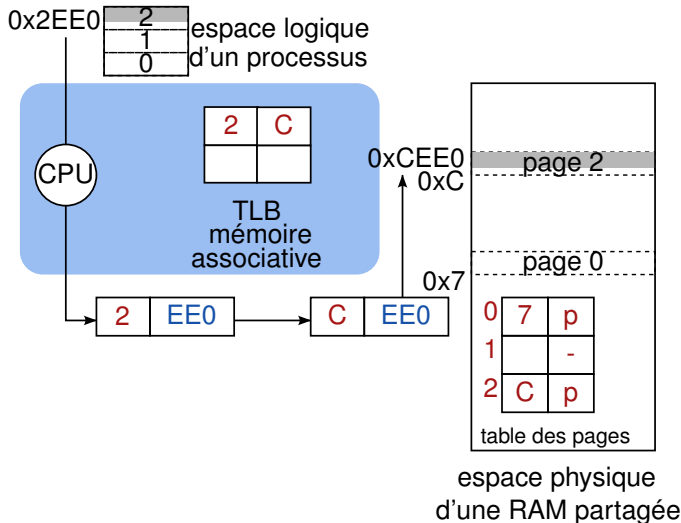 0x2EE0
2
1
0
espace logique
d'un processus
2 C
CPU
TLB
mémoire
associative
0xCEE0
0xC
page 2
page 0
0x7
2 EE0
C EE0
0 7 p
1 -
2 C p
table des pages
espace physique
d'une RAM partagée